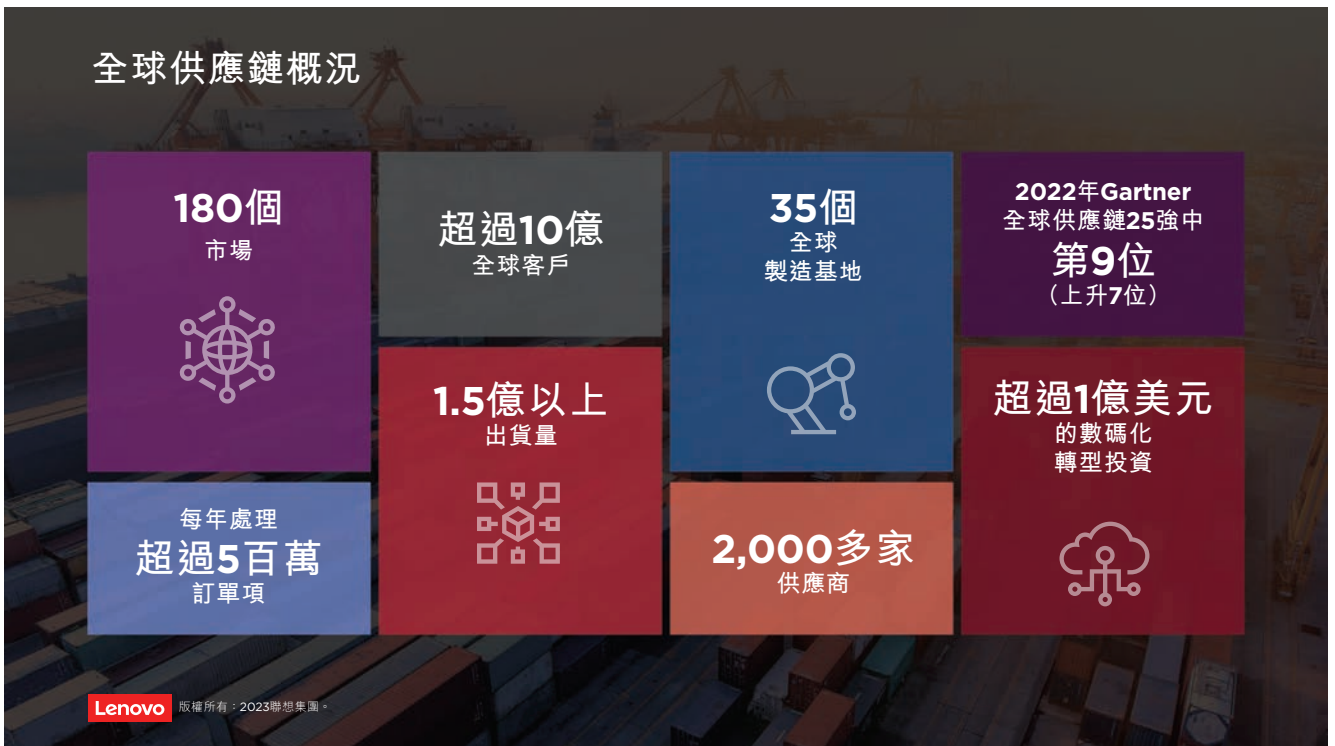 全球供應鏈概況
180個
市場
超過10億
全球客戶
35個
全球
製造基地
2022年Gartner
全球供應鏈25強中
第9位
（上升7位）
每年處理
超過5百萬
訂單項
1.5億以上
出貨量
2,000多家
供應商
超過1億美元
的數碼化
轉型投資
Lenovo 版權所有：2023聯想集團。